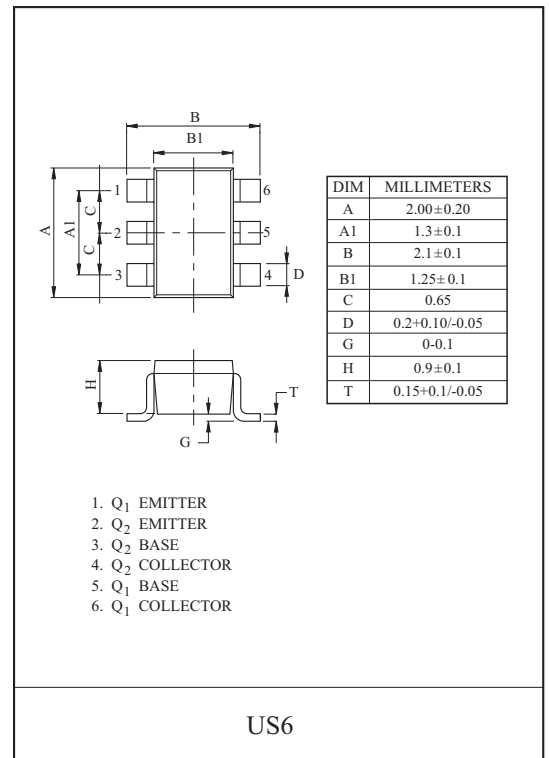 B
B1
1 6
A A1 C C 2 5
3 4 D
DIM MILLIMETERS
A 2.00±0.20
A1 1.3±0.1
B 2.1±0.1
B1 1.25±0.1
C 0.65
D 0.2+0.10/-0.05
G 0-0.1
H 0.9±0.1
T 0.15+0.1/-0.05
H T
G
1. Q1 EMITTER
2. Q2 EMITTER
3. Q2 BASE
4. Q2 COLLECTOR
5. Q1 BASE
6. Q1 COLLECTOR
US6